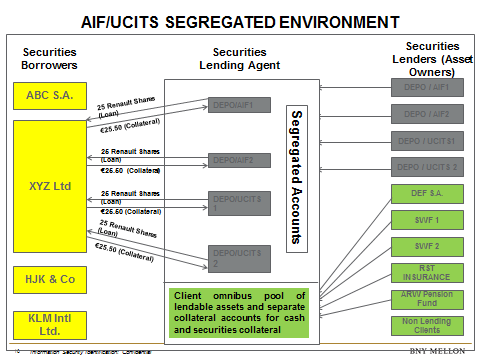 AIF/UCITS SEGREGATED ENVIRONMENT
Securities
Borrowers
Securities
Lending Agent
Securities
Lenders (Asset
Owners)
ABC S.A.
XYZ Ltd
HJK & Co
KLM Intl
Ltd.
25 Renault Shares
(Loan)
€25.50 (Collateral)
25 Renault Shares
(Loan)
€25.50 (Collateral)
25 Renault Shares
(Loan)
€25.50 (Collateral)
25 Renault Shares
(Loan)
€25.50 (Collateral)
DEPO/AIF1
DEPO/AIF2
DEPO/UCITS
1
DEPO/UCITS
2
Segregated Accounts
Client omnibus pool of
lendable assets and separate
collateral accounts for cash
and securities collateral
DEPO / AIF1
DEPO / AIF2
DEPO / UCITS1
DEPO / UCITS 2
DEF S.A.
SWF 1
SWF 2
RST
INSURANCE
ARW Pension
Fund
Non Lending
Clients
Information Security Identification: Confidential
BNY MELLON